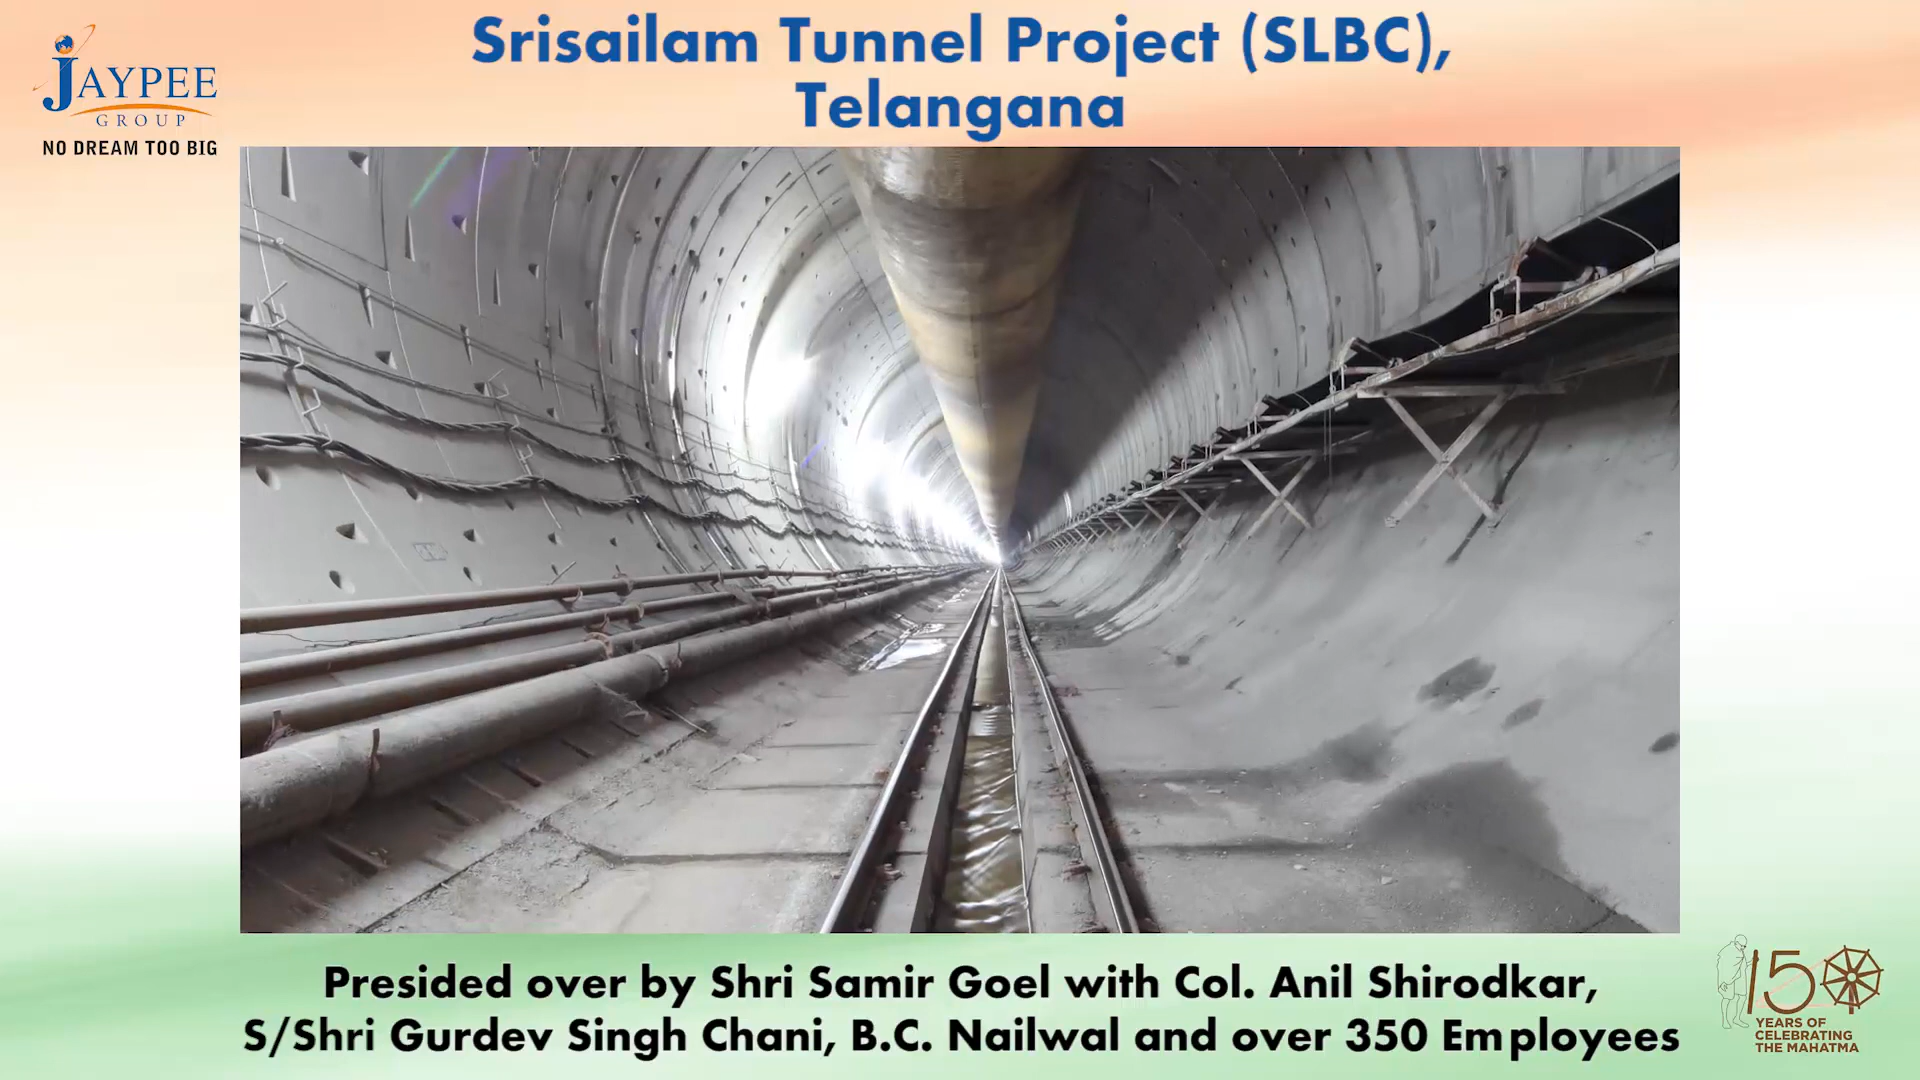 JAYPEE
GROUP
NO DREAM TOO BIG
Srisailam Tunnel Project (SLBC),
Telangana
Presided over by Shri Samir Goel with Col. Anil Shirodkar,
S/Shri Gurdev Singh Chani, B.C. Nailwal and over 350 Employees
150
YEARS OF
CELEBRATING
THE MAHATMA